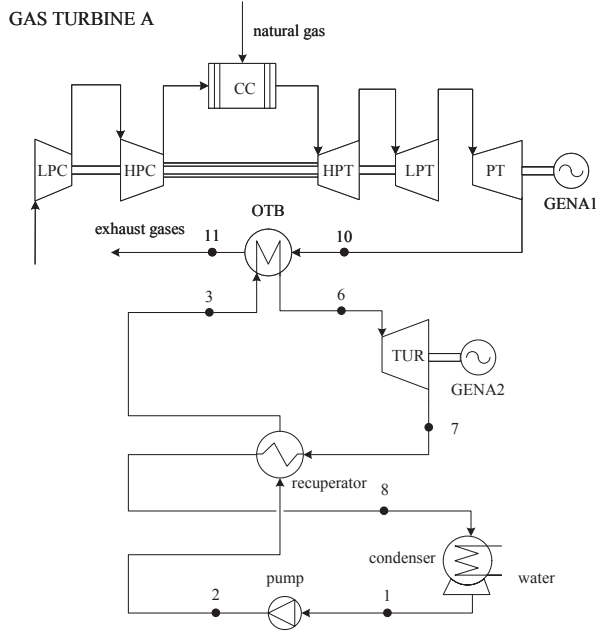 GAS TURBINE A
natural gas
CC
LPC
HPC
HPT
LPT
PT
GENA1
OTB
exhaust gases
11
10
3
6
TUR
GENA2
7
recuperator
8
condenser
water
pump
2
1